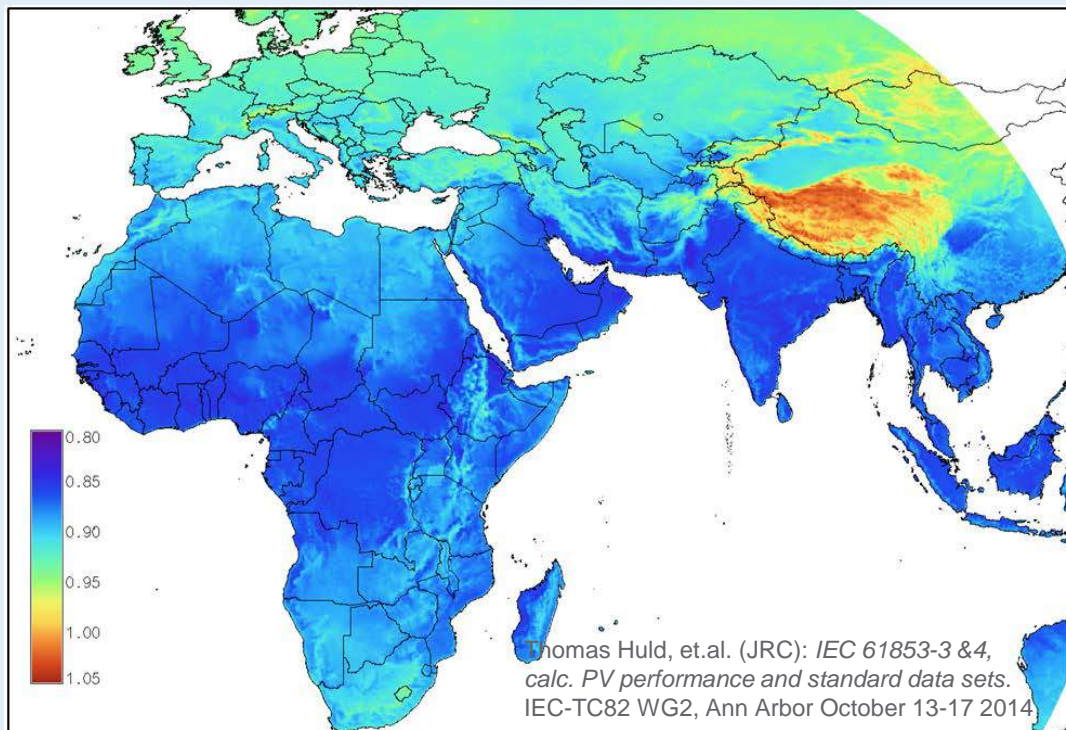 0.80
0.85
0.90
0.95
1.00
1.05
Thomas Huld, et.al. (JRC): IEC 61853-3 &4,
calc. PV performance and standard data sets.
IEC-TC82 WG2, Ann Arbor October 13-17 2014